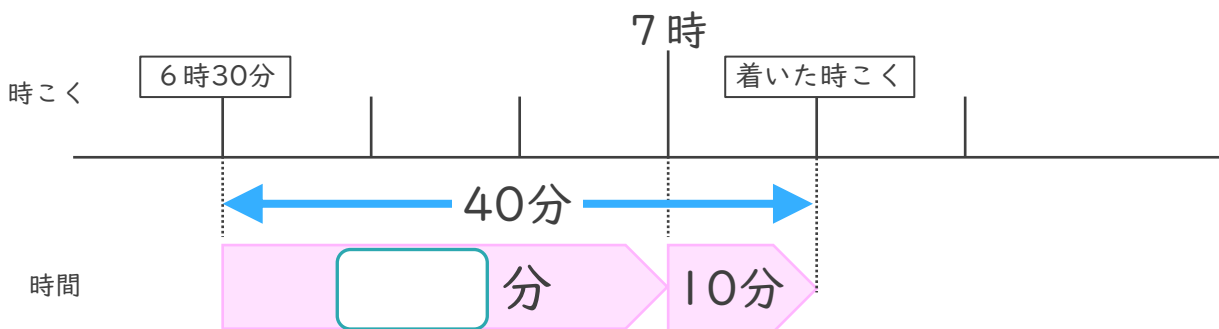 7時
時こく
6時30分
着いた時こく
40分
時間
分
10分